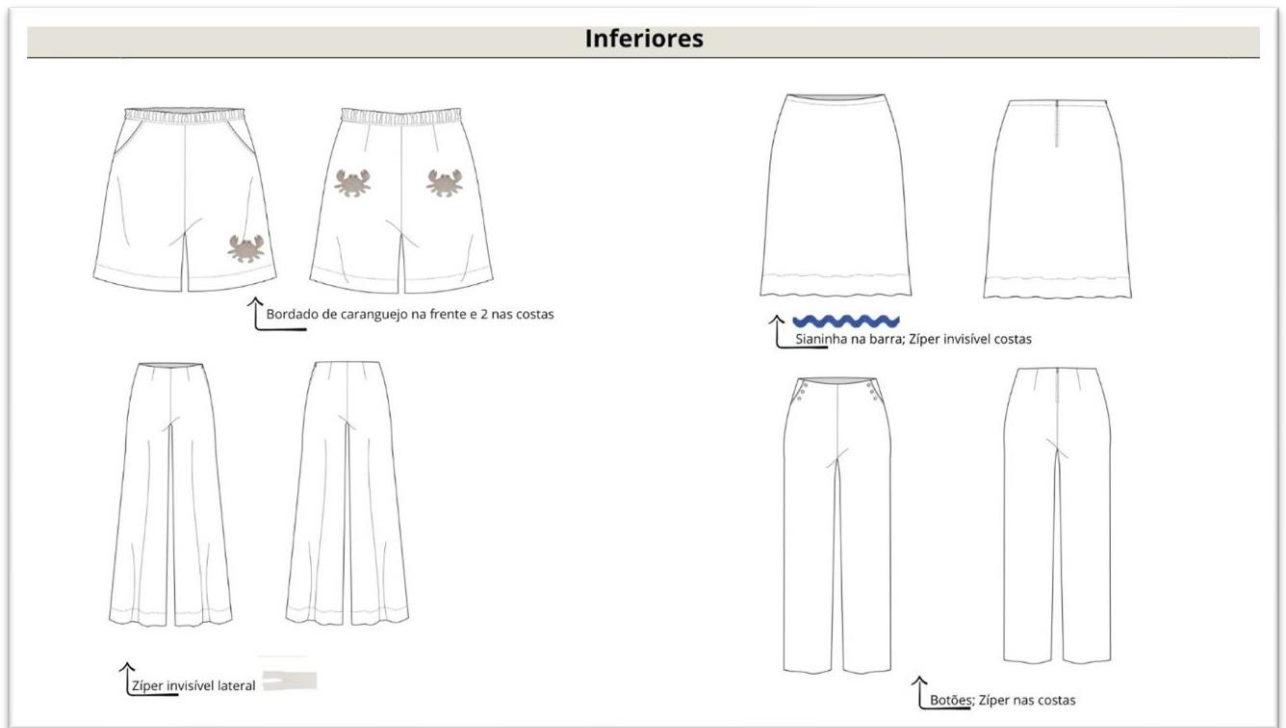 Inferiores
Bordado de caranguejo na frente e 2 nas costas
Sianinha na barra; Zíper invisível costas
Zíper invisível lateral
Botões; Zíper nas costas